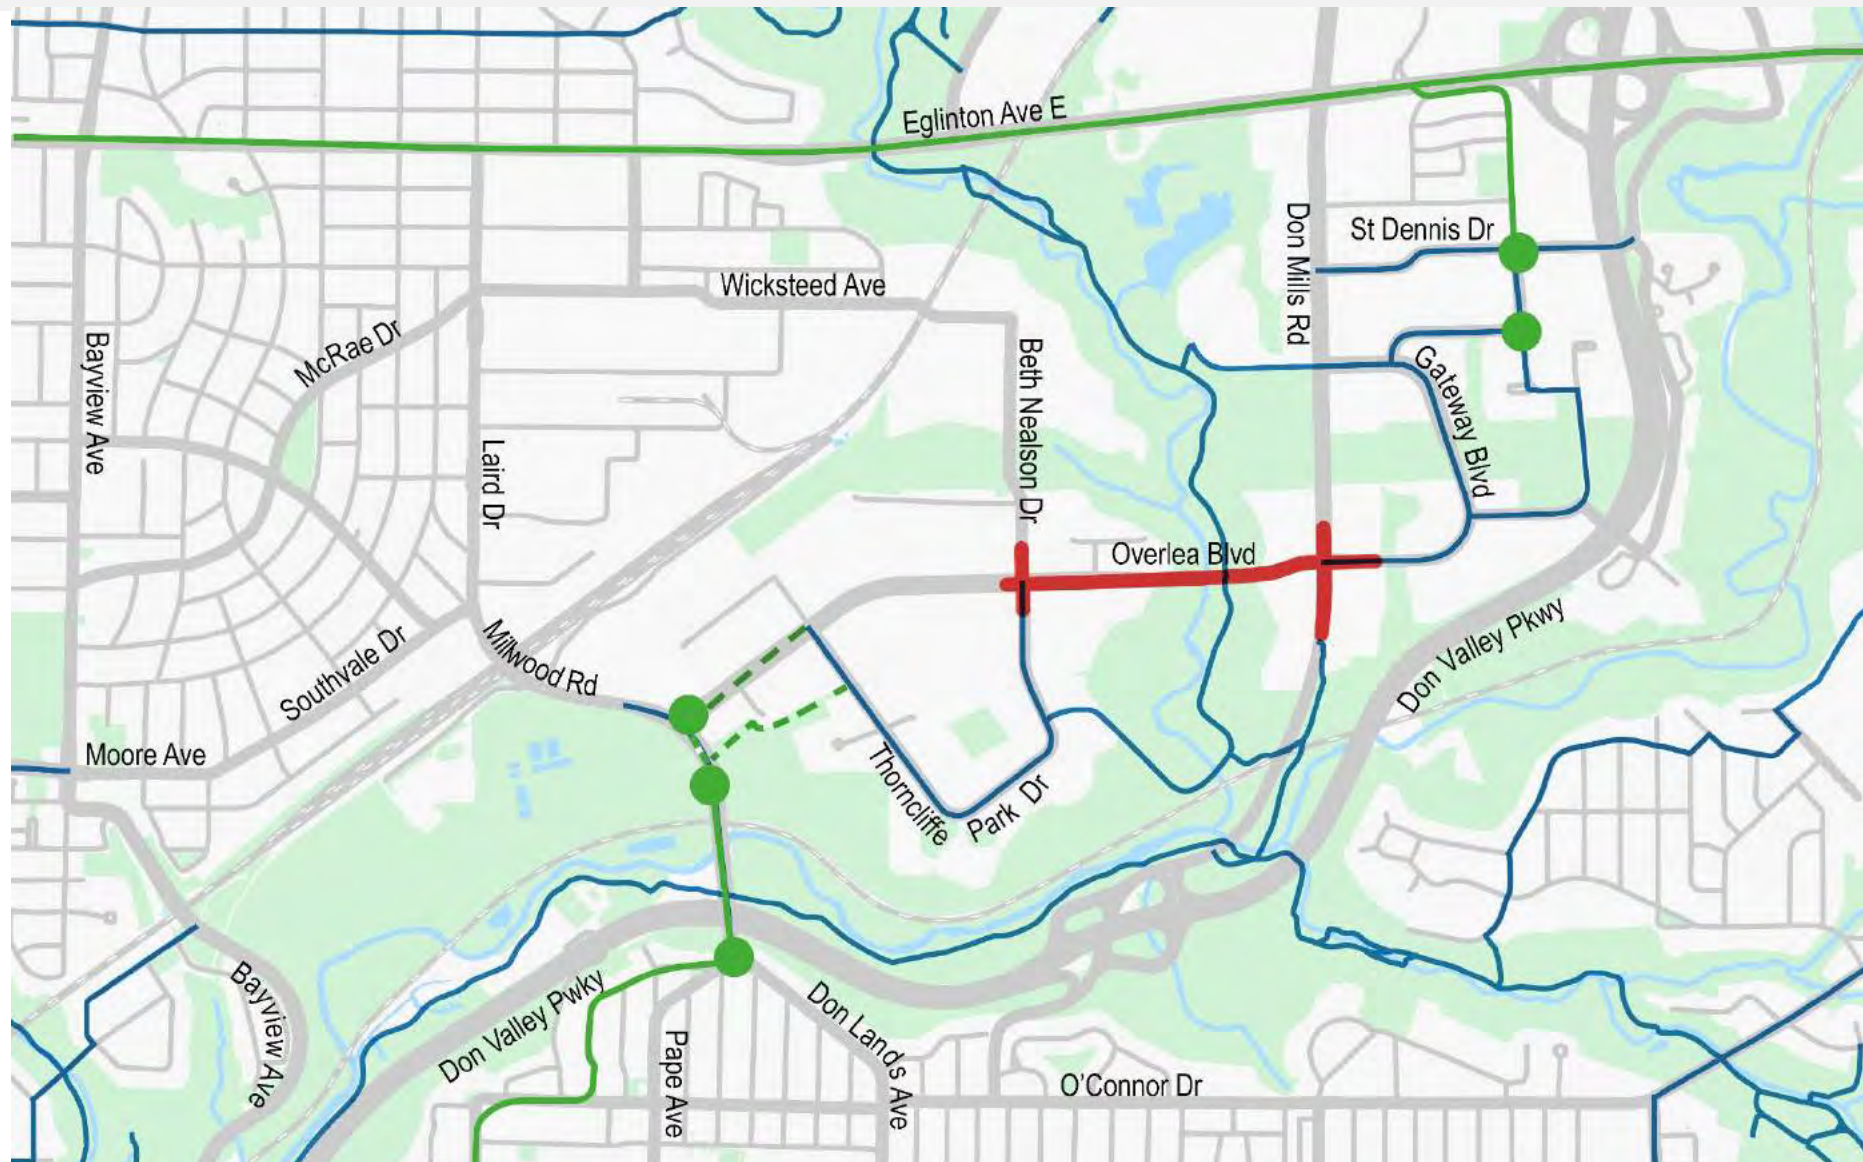 Eglinton Ave E
St Dennis Dr
Don Mills Rd
Wicksteed Ave
McRae Dr
Bayview Ave
Beth Nealson Dr
Gateway Blvd
Laird Dr
Overlea Blvd
Millwood Rd
Southvale Dr
Don Valley Pkwy
Moore Ave
Thorncliffe
Park Dr
Bayview Ave
Don Valley Pwky
Don Lands Ave
Pape Ave
O'Connor Dr